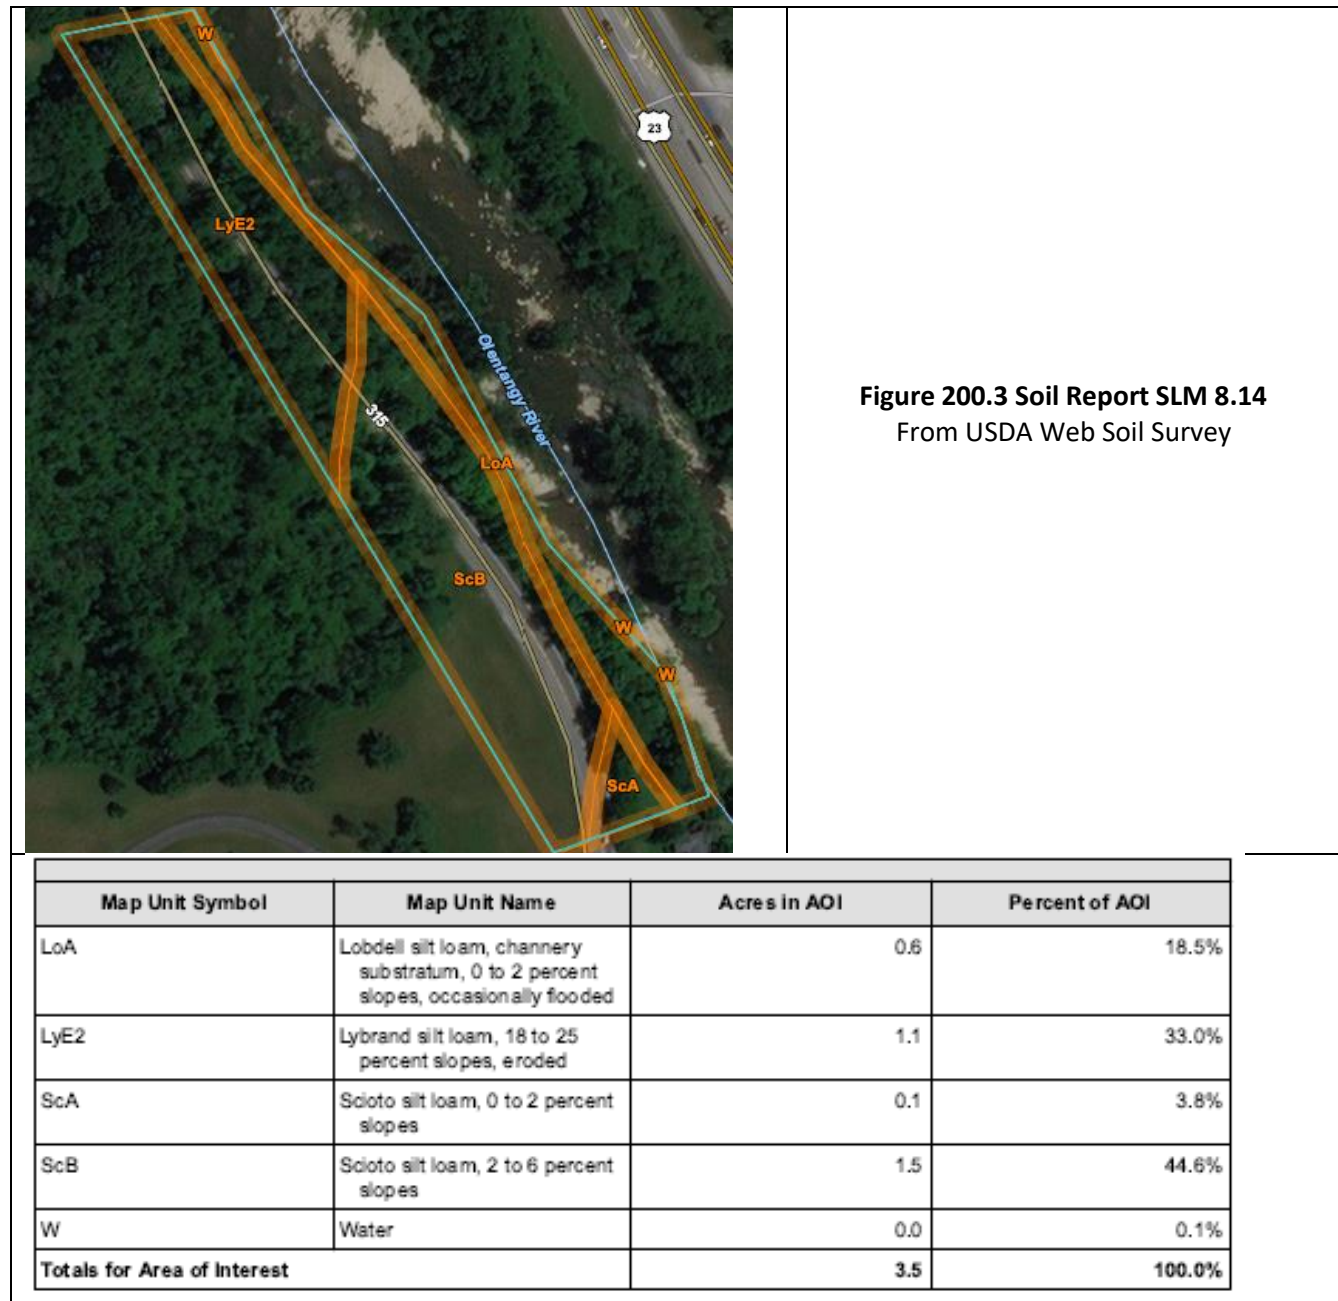 W
23
LyE2
Olentangy River
315
LoA
ScB
W
W
ScA
Figure 200.3 Soil Report SLM 8.14
From USDA Web Soil Survey
Map Unit Symbol Map Unit Name Acres in AOI Percent of AOI
LoA Lobdell silt loam, channery 0.6 18.5%
substratum, 0 to 2 percent
slopes, occasionally flooded
LyE2 Lybrand silt loam, 18 to 25 1.1 33.0%
percent slopes, eroded
ScA Scioto silt loam, 0 to 2 percent 0.1 3.8%
slopes
ScB Scioto silt loam, 2 to 6 percent 1.5 44.6%
slopes
W Water 0.0 0.1%
Totals for Area of Interest 3.5 100.0%